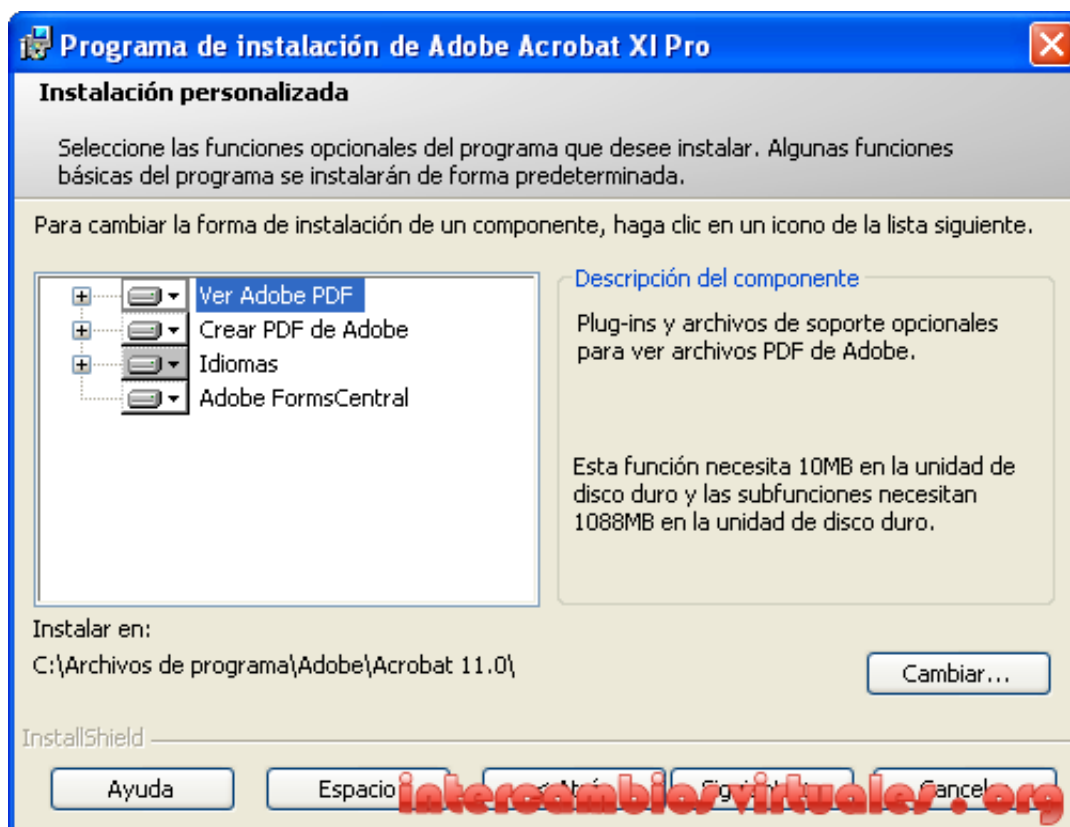 Programa de instalación de Adobe Acrobat XI Pro
Instalación personalizada
Seleccione las funciones opcionales del programa que desee instalar. Algunas funciones
básicas del programa se instalarán de forma predeterminada.
Para cambiar la forma de instalación de un componente, haga clic en un icono de la lista siguiente.
Ver Adobe PDF
Crear PDF de Adobe
Idiomas
Adobe FormsCentral
Descripción del componente
Plug-ins y archivos de soporte opcionales
para ver archivos PDF de Adobe.
Esta función necesita 10MB en la unidad de
disco duro y las subfunciones necesitan
1088MB en la unidad de disco duro.
Instalar en:
C:\Archivos de programa\Adobe\Acrobat 11.0\
Cambiar...
InstallShield
Ayuda
Espacio
intercambiosvirtuales.org